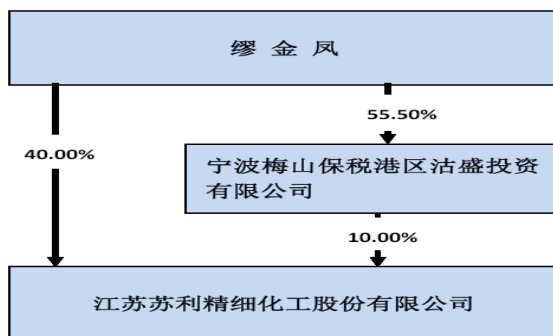 缪 金 凤
55.50%
40.00%
宁波梅山保税港区沽盛投资
有限公司
10.00%
江苏苏利精细化工股份有限公司